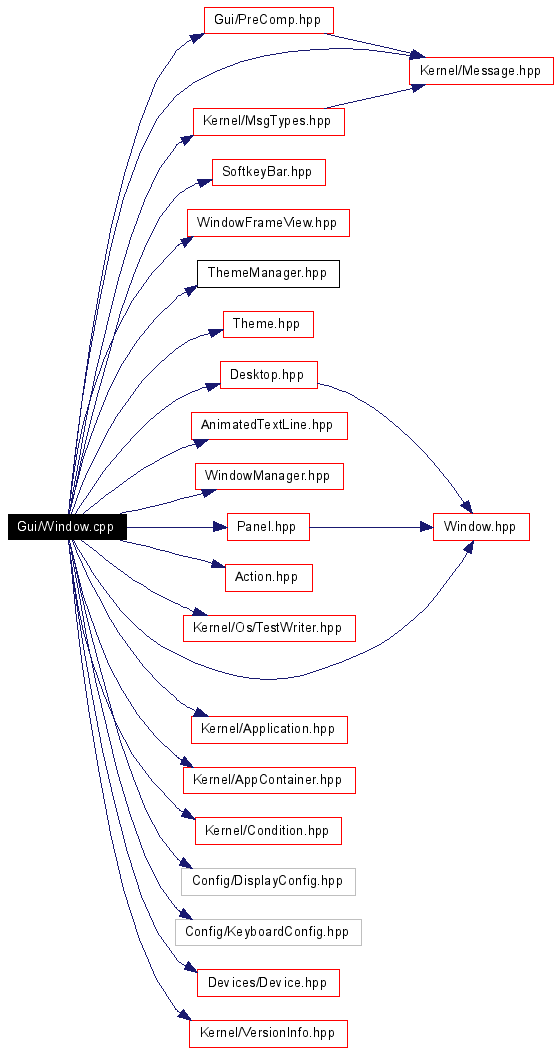 Gui/PreComp.hpp
Kernel/Message.hpp
Kernel/MsgTypes.hpp
SoftkeyBar.hpp
WindowFrameView.hpp
ThemeManager.hpp
Theme.hpp
Desktop.hpp
AnimatedTextLine.hpp
WindowManager.hpp
Gui/Window.cpp
Panel.hpp
Window.hpp
Action.hpp
Kernel/Os/TestWriter.hpp
Kernel/Application.hpp
Kernel/AppContainer.hpp
Kernel/Condition.hpp
Config/DisplayConfig.hpp
Config/KeyboardConfig.hpp
Devices/Device.hpp
Kernel/VersionInfo.hpp